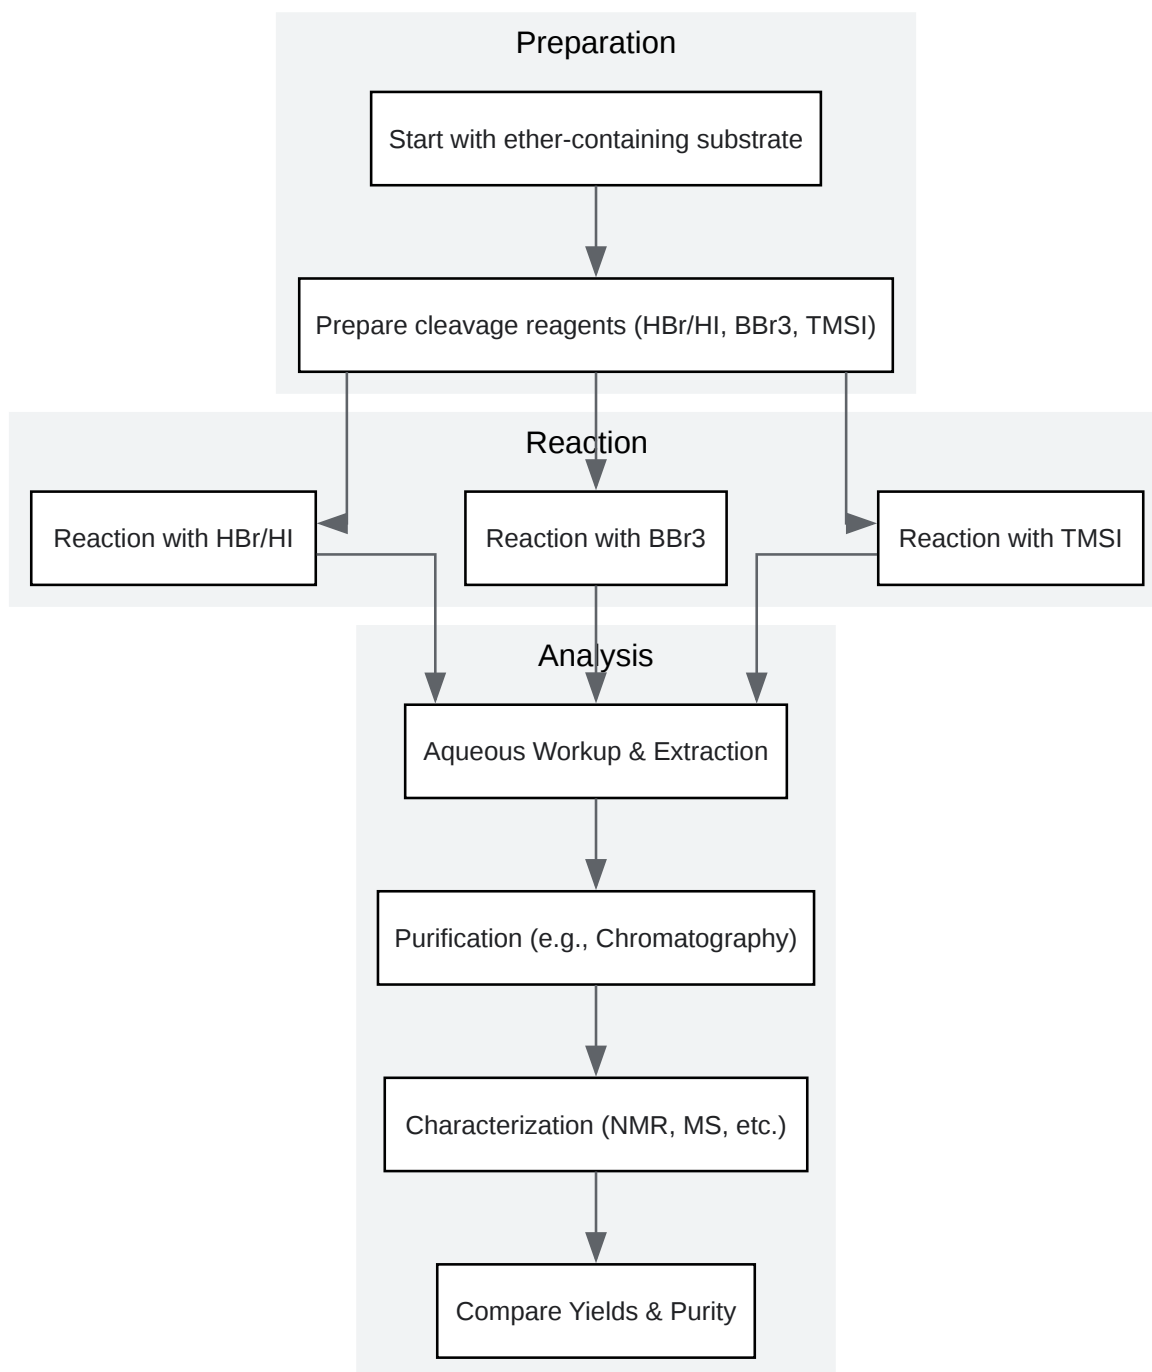 Preparation
Start with ether-containing substrate
Prepare cleavage reagents (HBr/HI, BBr3, TMSI)
Reaction
Reaction with HBr/HI
Reaction with BBr3
Reaction with TMSI
Analysis
Aqueous Workup & Extraction
Purification (e.g., Chromatography)
Characterization (NMR, MS, etc.)
Compare Yields & Purity